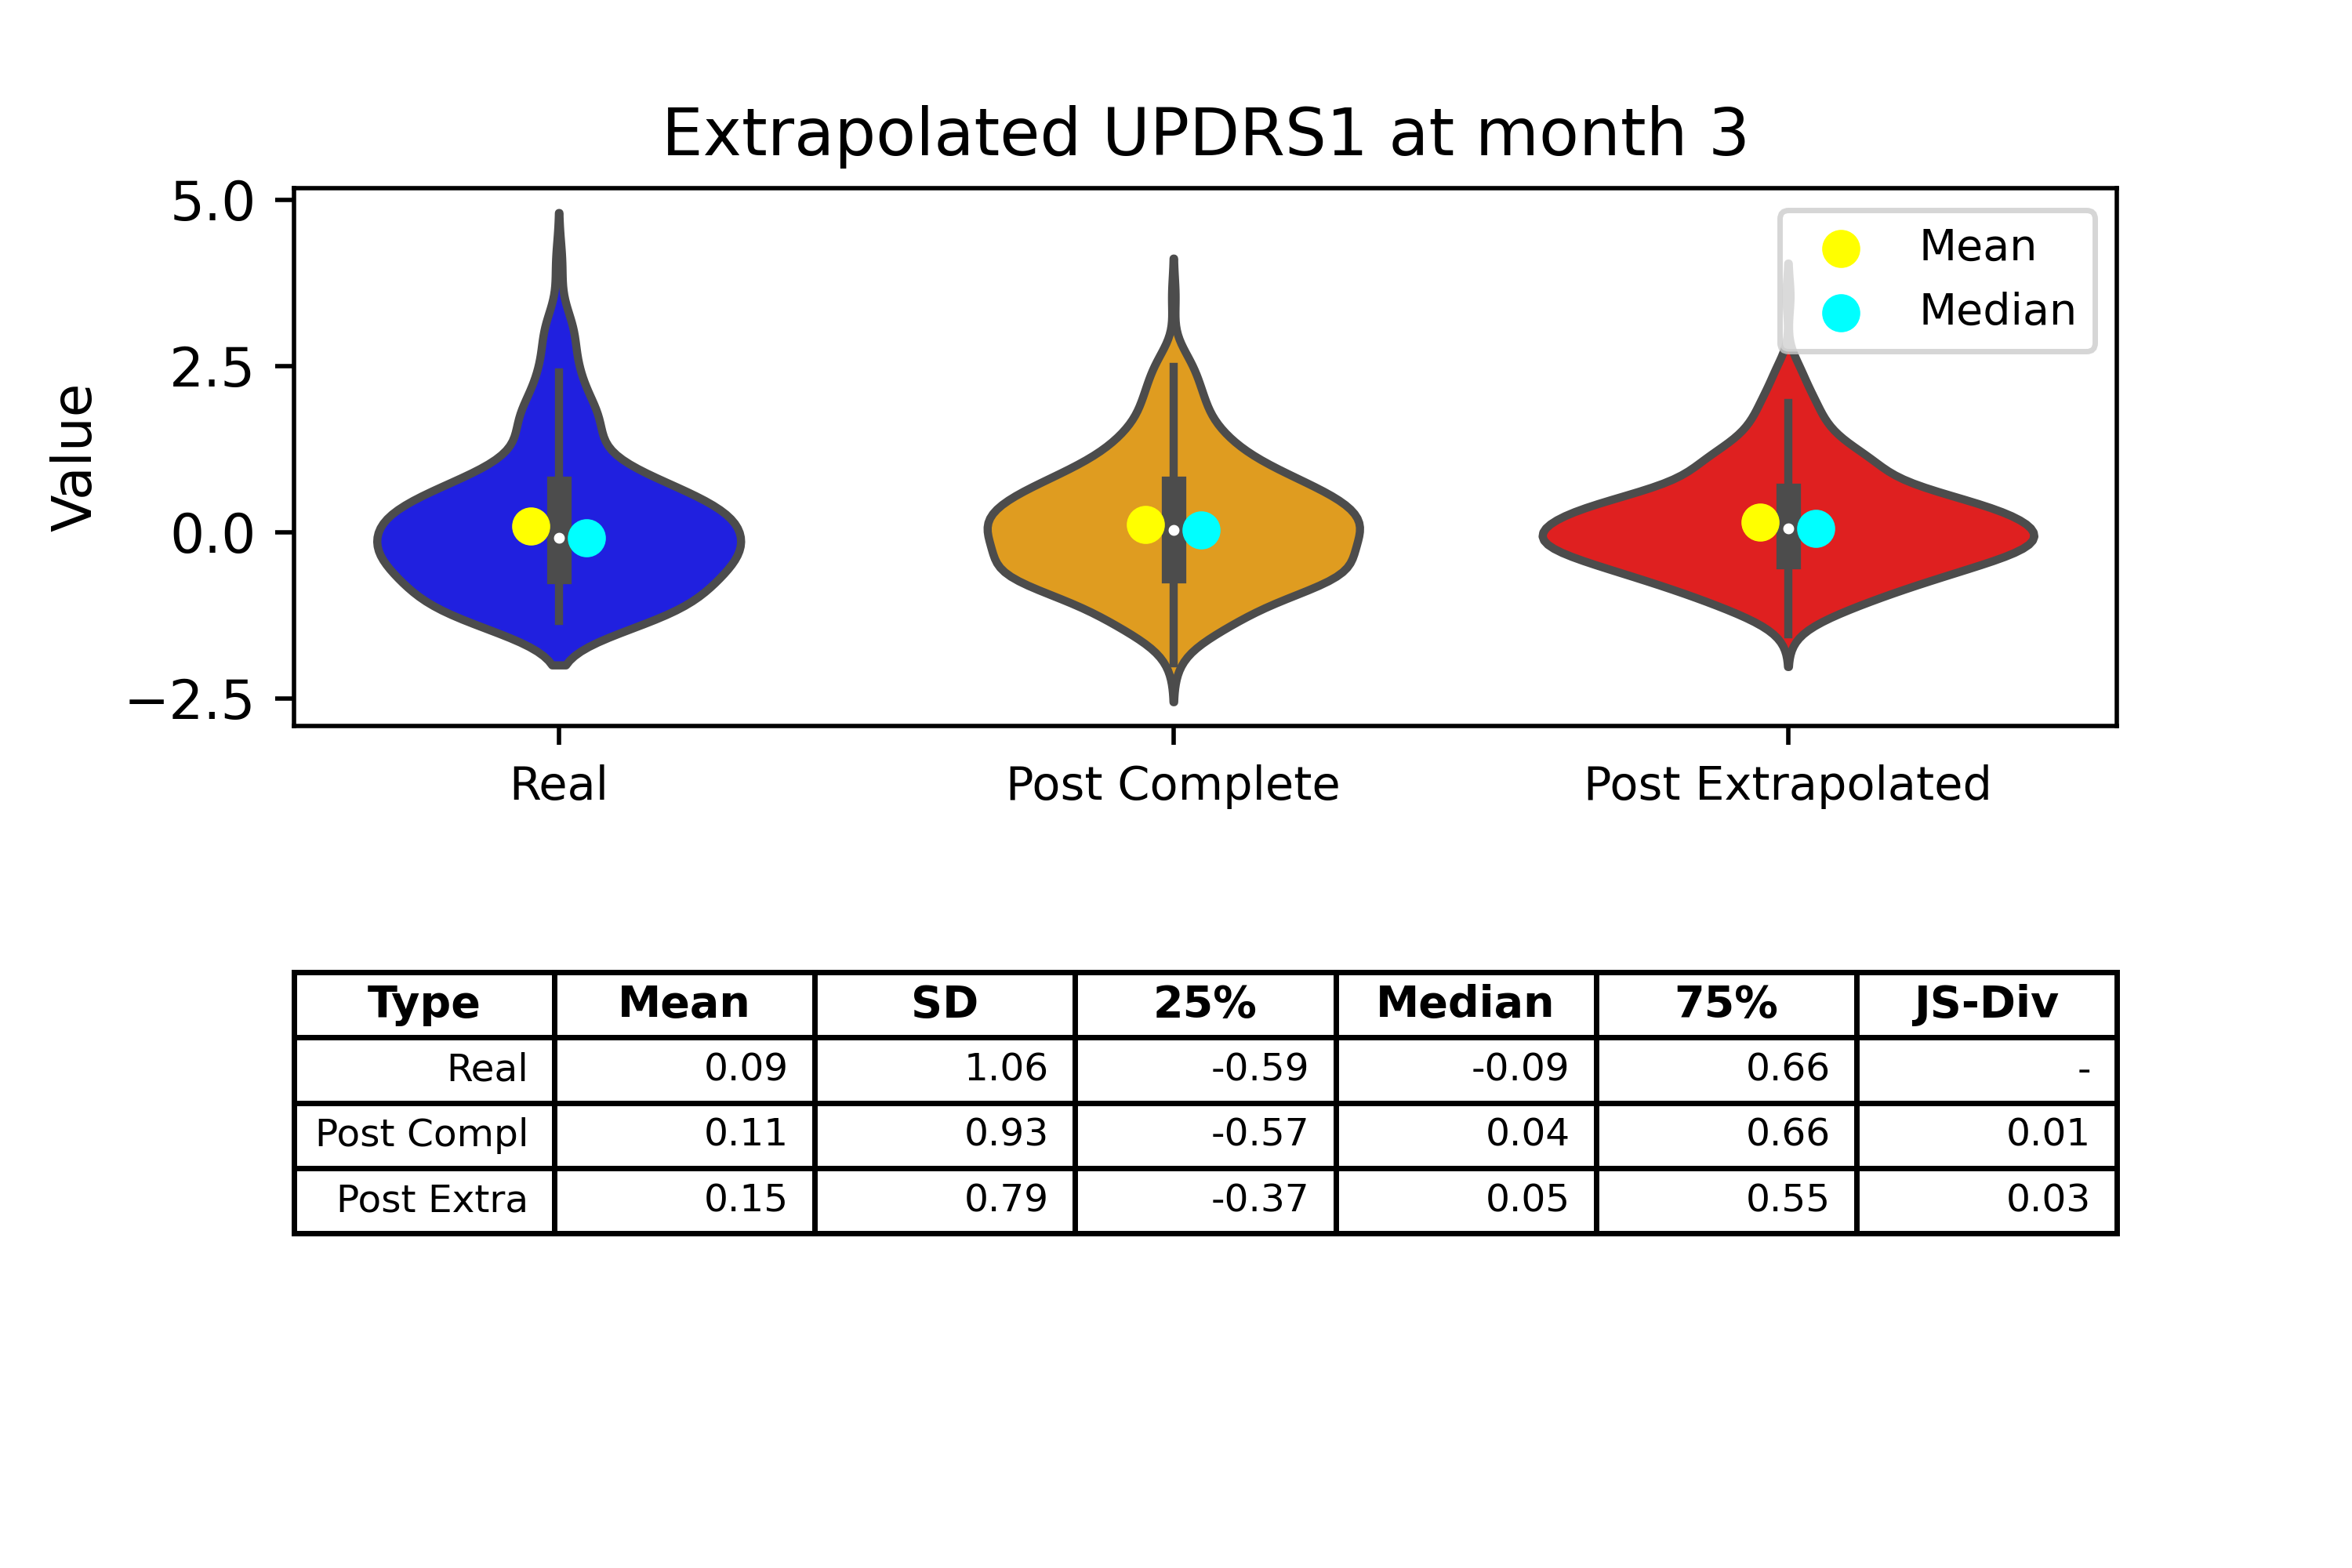 Extrapolated UPDRS1 at month 3
5.0
2.5
0.0
−2.5
Value
Mean
Median
Real Post Complete Post Extrapolated
Type Mean SD 25% Median 75% JS-Div
Real 0.09 1.06 -0.59 -0.09 0.66 -
Post Compl 0.11 0.93 -0.57 0.04 0.66 0.01
Post Extra 0.15 0.79 -0.37 0.05 0.55 0.03